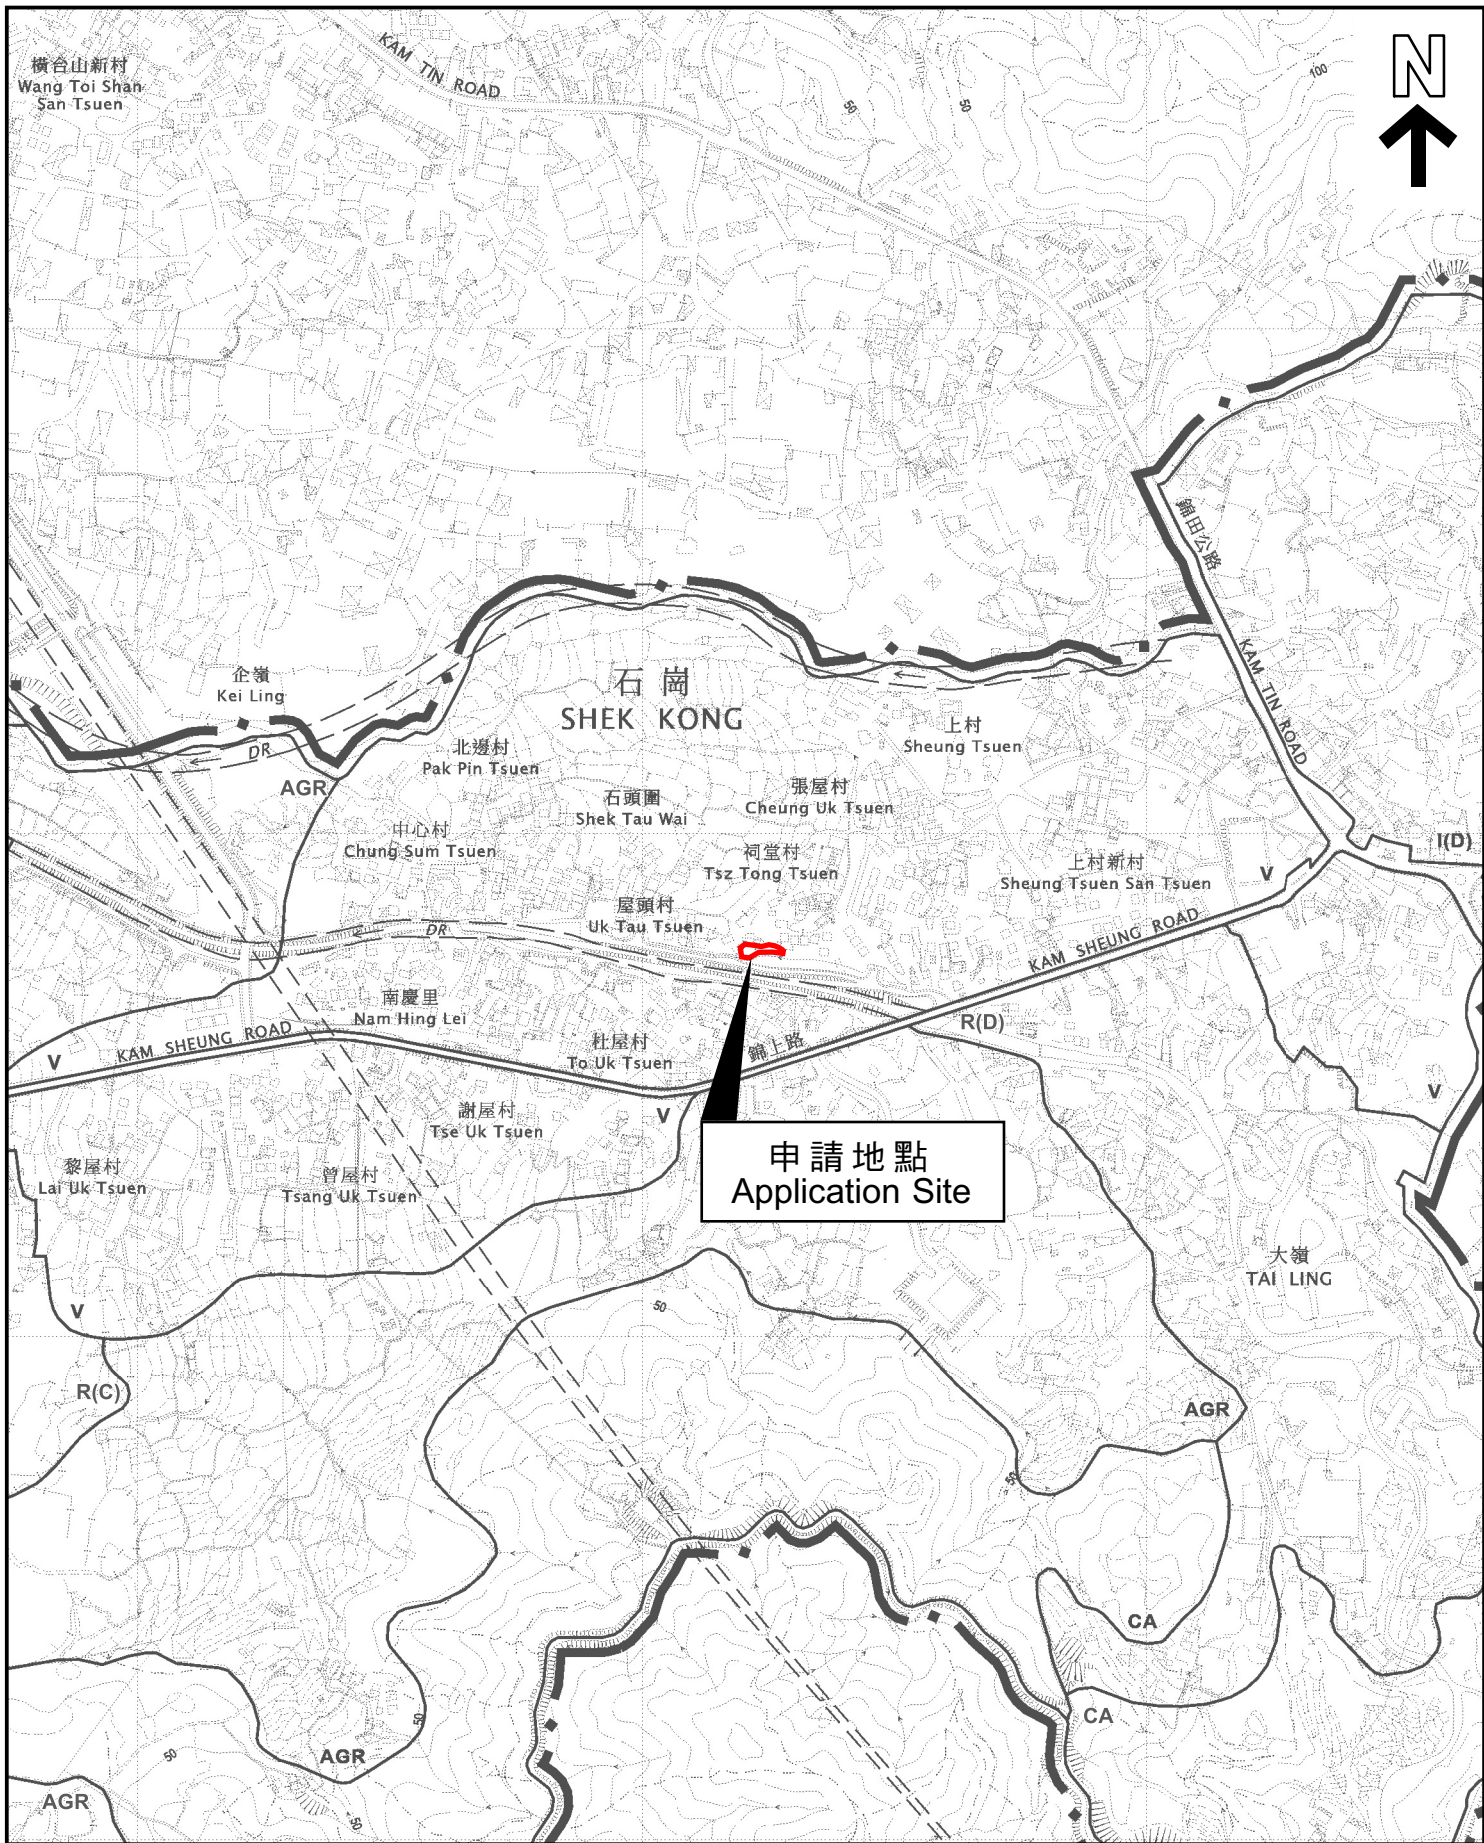 橫台山新村
Wang Toi Shan
San Tsuen
KAM TIN ROAD
50
50
100
N
錦田公路
KAM TIN ROAD
企嶺
Kei Ling
石崗
SHEK KONG
上村
Sheung Tsuen
DR
北邊村
Pak Pin Tsuen
AGR
石頭圍
Shek Tau Wai
張屋村
Cheung Uk Tsuen
中心村
Chung Sum Tsuen
祠堂村
Tsz Tong Tsuen
上村新村
Sheung Tsuen San Tsuen
V
I(D)
屋頭村
Uk Tau Tsuen
DR
KAM SHEUNG ROAD
南慶里
Nam Hing Lei
R(D)
KAM SHEUNG ROAD
V
杜屋村
To Uk Tsuen
錦上路
V
V
謝屋村
Tse Uk Tsuen
申請地點
Application Site
黎屋村
Lai Uk Tsuen
曾屋村
Tsang Uk Tsuen
大嶺
TAI LING
V
50
R(C)
AGR
50
CA
CA
50
50
AGR
AGR
50